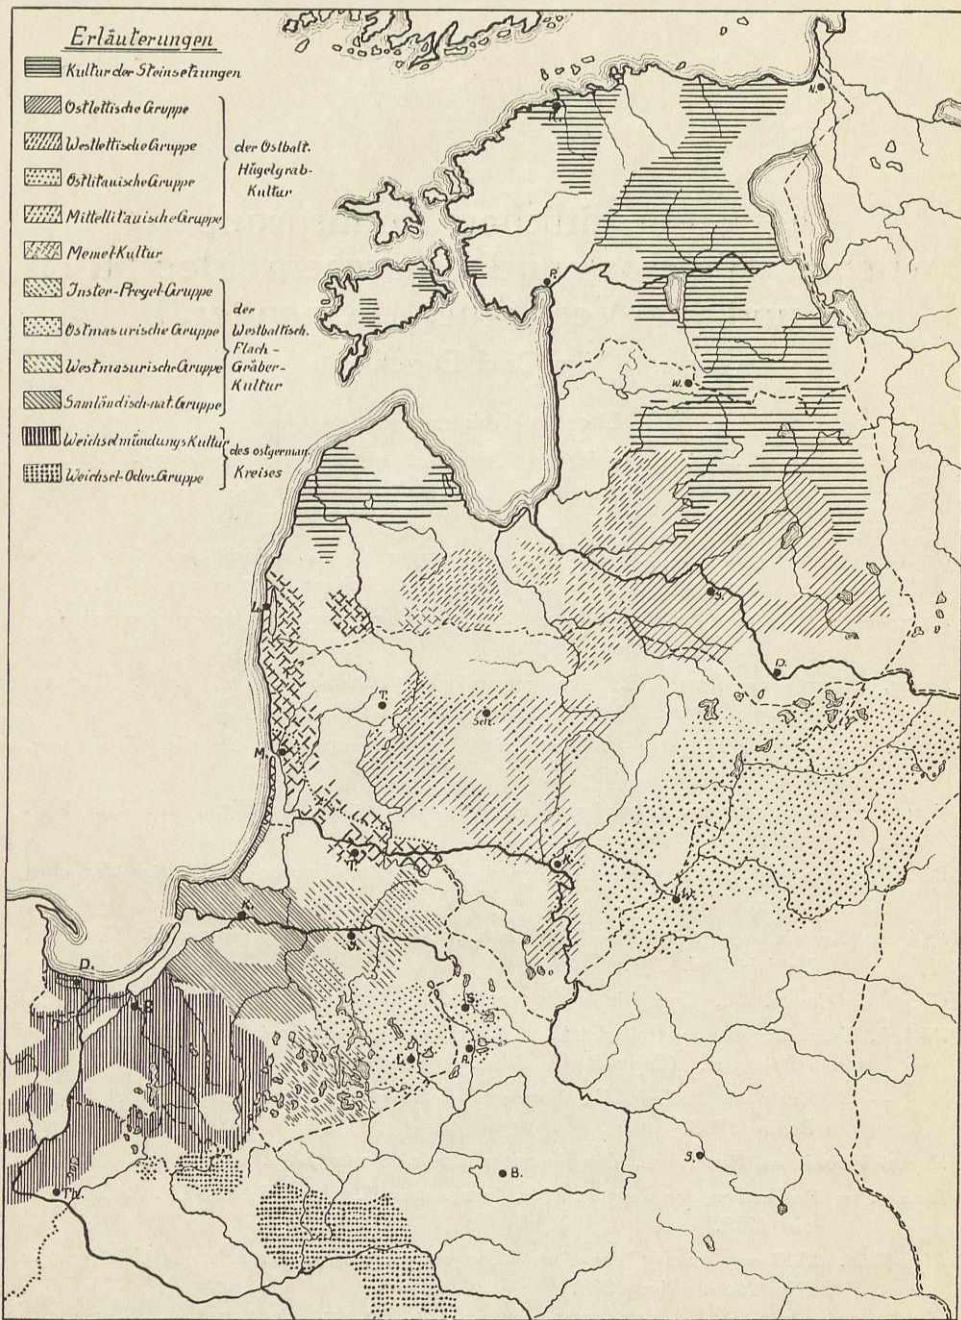 Erläuterungen
Kultur der Steinsetzungen
Ostlettische Gruppe
Westlettische Gruppe
Ostlitauische Gruppe
Mittellitauische Gruppe
der Ostbalt.
Hügelgrab-
Kultur
Memel-Kultur
Inster-Pregel-Gruppe
Ostmasurische Gruppe
Westmasurische Gruppe
Samländisch-nat. Gruppe
der
Westbaltisch.
Flach-
Gräber-
Kultur
Weichselmündungs Kultur
Weichsel-Oder-Gruppe
des ostgerman.
Kreises
R.
N.
P.
W.
L.
J.
D.
T.
Sch.
M.
T.
K.
W.
K.
J.
D.
E.
S.
L.
R.
B.
G.
Th.